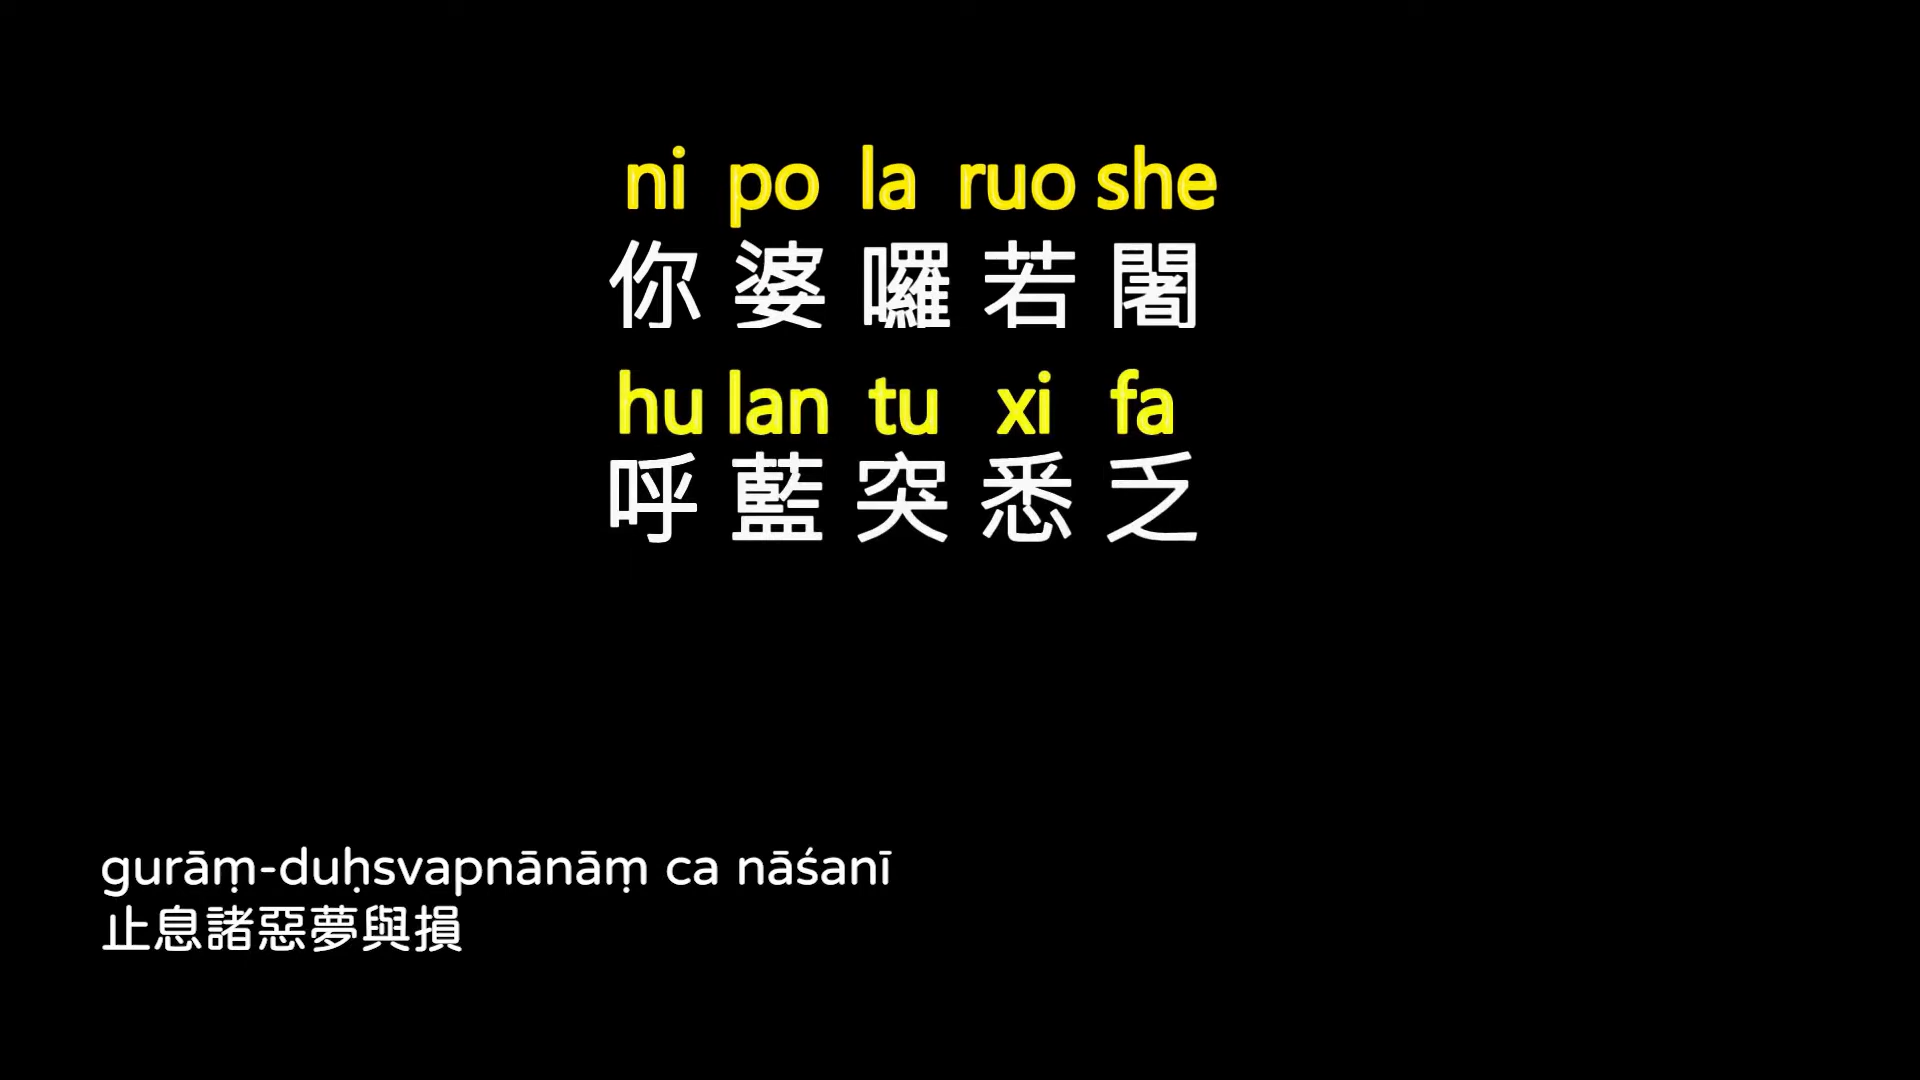 ni po la ruo she
你婆囉若闍
hu lan tu xi fa
呼藍突悉乏
gurāṃ-duḥsvapnānāṃ ca nāśanī
止息諸惡夢與損